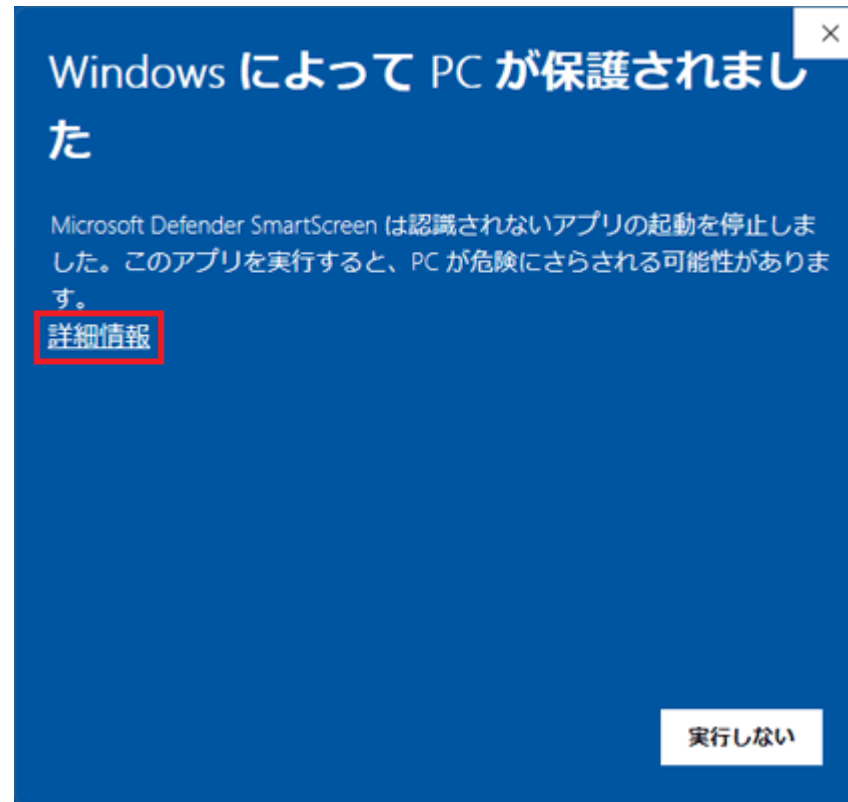 Windows によって PC が保護されまし
た
Microsoft Defender SmartScreen は認識されないアプリの起動を停止しま
した。このアプリを実行すると、PC が危険にさらされる可能性がありま
す。
詳細情報
実行しない